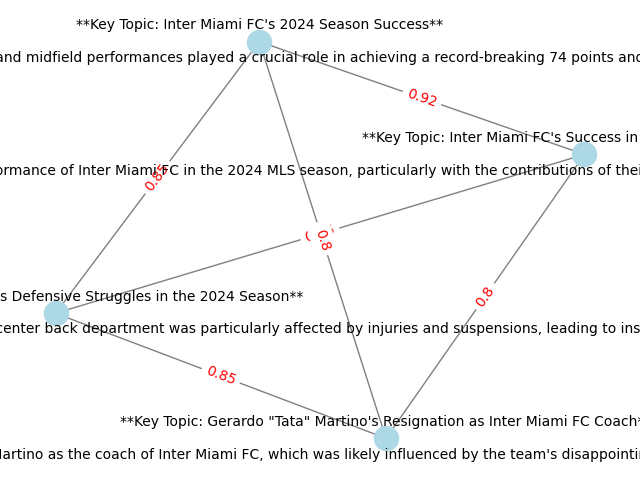 **Key Topic: Inter Miami FC's 2024 Season Success**
and midfield performances played a crucial role in achieving a record-breaking 74 points and
0.92
**Key Topic: Inter Miami FC's Success in
ormance of Inter Miami FC in the 2024 MLS season, particularly with the contributions of their
0.85
0.8
s Defensive Struggles in the 2024 Season**
0.8
center back department was particularly affected by injuries and suspensions, leading to ins
0.85
**Key Topic: Gerardo "Tata" Martino's Resignation as Inter Miami FC Coach*
Martino as the coach of Inter Miami FC, which was likely influenced by the team's disappointin